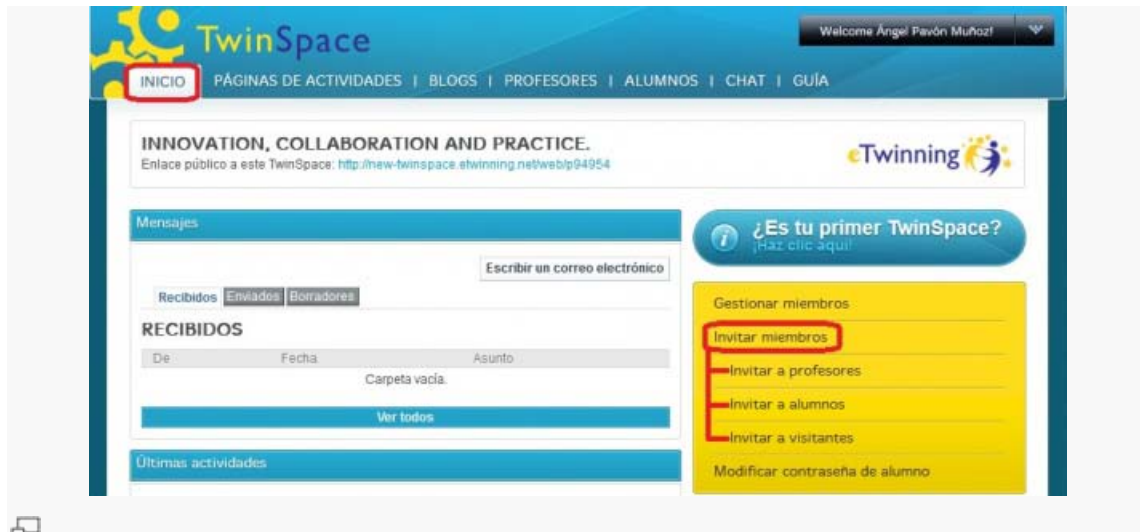 TwinSpace
Welcome Ángel Pavón Muñoz!
INICIO PÁGINAS DE ACTIVIDADES | BLOGS | PROFESORES | ALUMNOS | CHAT | GUÍA
INNOVATION, COLLABORATION AND PRACTICE.
Enlace público a este TwinSpace: http://new-twinspace.etwinning.net/web/p94954
eTwinning
Mensajes
Escribir un correo electrónico
Recibidos Enviados Borradores
RECIBIDOS
De Fecha Asunto
Carpeta vacía.
Ver todos
Últimas actividades
¿Es tu primer TwinSpace?
¡Haz clic aquí!
Gestionar miembros
Invitar miembros
Invitar a profesores
Invitar a alumnos
Invitar a visitantes
Modificar contraseña de alumno